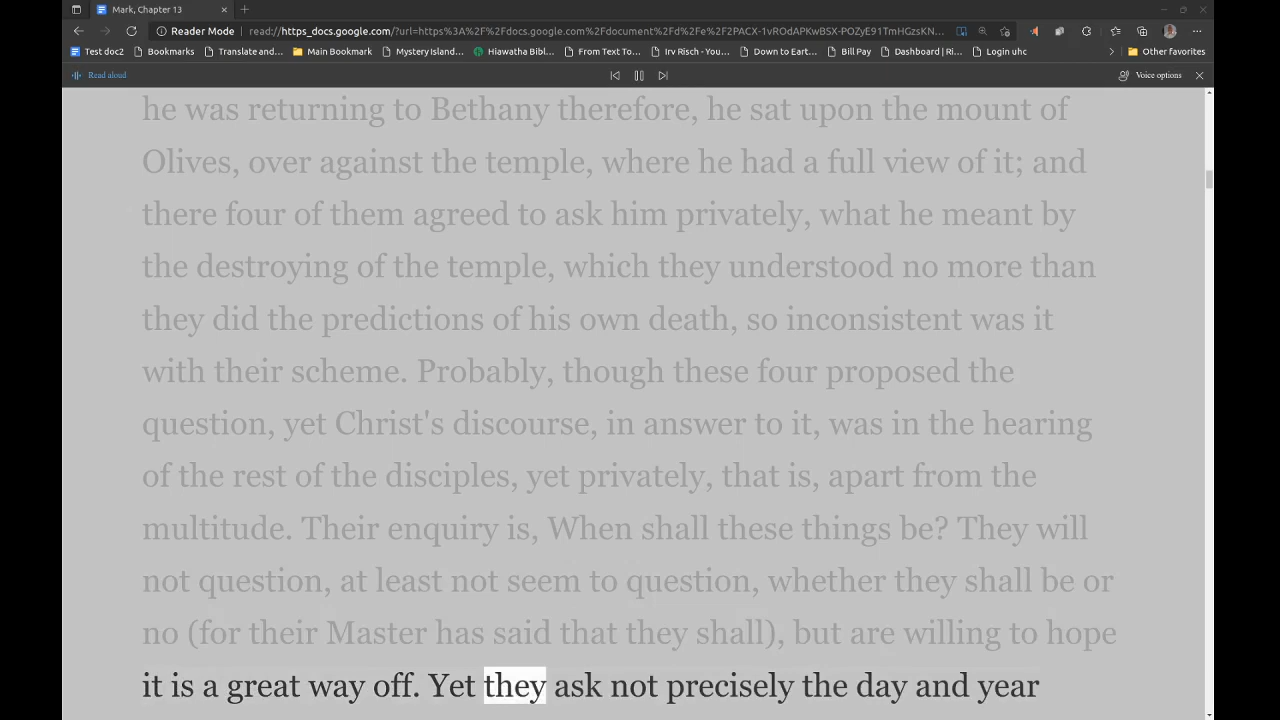 Mark, Chapter 13
Reader Mode
read://https_docs.google.com/?url=https%3A%2F%2Fdocs.google.com%2Fdocument%2Fd%2Fe%2F2PACX-1vROdAPKwBSX-POZyE91TmHGzsKN...
Test doc2 Bookmarks Translate and... Main Bookmark Mystery Island... Hiawatha Bibl... From Text To... Irv Risch - You... Down to Eart... Bill Pay Dashboard | Ri... Login uhc Other favorites
Read aloud Voice options
he was returning to Bethany therefore, he sat upon the mount of
Olives, over against the temple, where he had a full view of it; and
there four of them agreed to ask him privately, what he meant by
the destroying of the temple, which they understood no more than
they did the predictions of his own death, so inconsistent was it
with their scheme. Probably, though these four proposed the
question, yet Christ's discourse, in answer to it, was in the hearing
of the rest of the disciples, yet privately, that is, apart from the
multitude. Their enquiry is, When shall these things be? They will
not question, at least not seem to question, whether they shall be or
no (for their Master has said that they shall), but are willing to hope
it is a great way off. Yet they ask not precisely the day and year